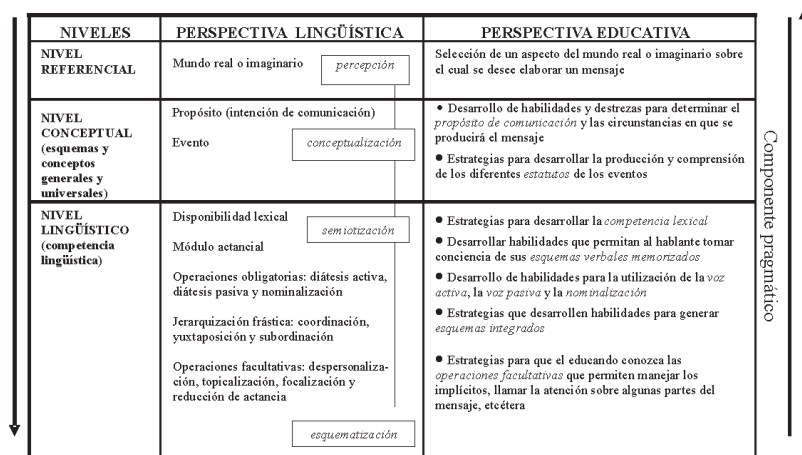 NIVELES
PERSPECTIVA LINGÜÍSTICA
PERSPECTIVA EDUCATIVA
NIVEL
REFERENCIAL
Mundo real o imaginario
percepción
Selección de un aspecto del mundo real o imaginario sobre
el cual se desee elaborar un mensaje
NIVEL
CONCEPTUAL
(esquemas y
conceptos
generales y
universales)
Propósito (intención de comunicación)
Evento
conceptualización
● Desarrollo de habilidades y destrezas para determinar el
propósito de comunicación y las circunstancias en que se
producirá el mensaje
● Estrategias para desarrollar la producción y comprensión
de los diferentes estatutos de los eventos
NIVEL
LINGÜÍSTICO
(competencia
lingüística)
Disponibilidad lexical
semiotización
Módulo actancial
Operaciones obligatorias: diátesis activa,
diátesis pasiva y nominalización
Jerarquización frástica: coordinación,
yuxtaposición y subordinación
Operaciones facultativas: despersonaliza-
ción, topicalización, focalización y
reducción de actancia
esquematización
● Estrategias para desarrollar la competencia lexical
● Desarrollar habilidades que permitan al hablante tomar
conciencia de sus esquemas verbales memorizados
● Desarrollo de habilidades para la utilización de la voz
activa, la voz pasiva y la nominalización
● Estrategias que desarrollen habilidades para generar
esquemas integrados
● Estrategias para que el educando conozca las
operaciones facultativas que permiten manejar los
implícitos, llamar la atención sobre algunas partes del
mensaje, etcétera
Componente pragmático